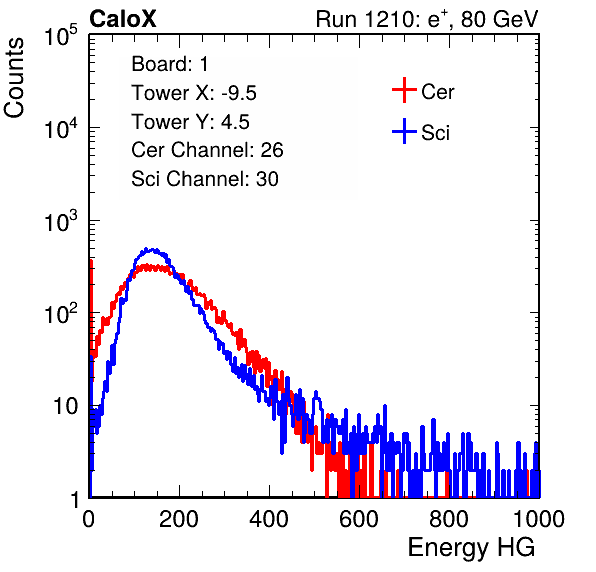 CaloX Run 1210: e⁺, 80 GeV
Counts
Board: 1
Tower X: -9.5
Tower Y: 4.5
Cer Channel: 26
Sci Channel: 30
Cer
Sci
10⁵
10⁴
10³
10²
10
1
0 200 400 600 800 1000
Energy HG